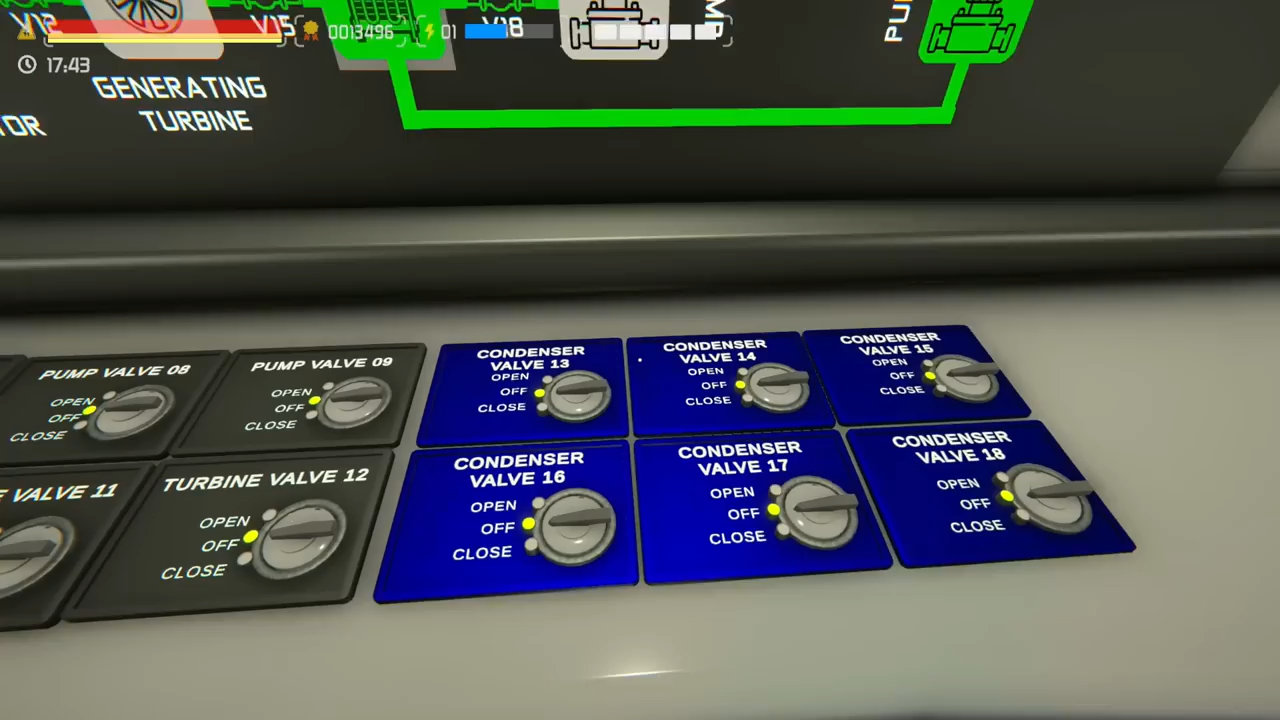 V12
V15
0013496
01
V18
17:43
GENERATING
TURBINE
TOR
PUMP VALVE 08
OPEN
OFF
CLOSE
PUMP VALVE 09
OPEN
OFF
CLOSE
CONDENSER
VALVE 13
OPEN
OFF
CLOSE
CONDENSER
VALVE 14
OPEN
OFF
CLOSE
CONDENSER
VALVE 15
OPEN
OFF
CLOSE
E VALVE 11
TURBINE VALVE 12
OPEN
OFF
CLOSE
CONDENSER
VALVE 16
OPEN
OFF
CLOSE
CONDENSER
VALVE 17
OPEN
OFF
CLOSE
CONDENSER
VALVE 18
OPEN
OFF
CLOSE